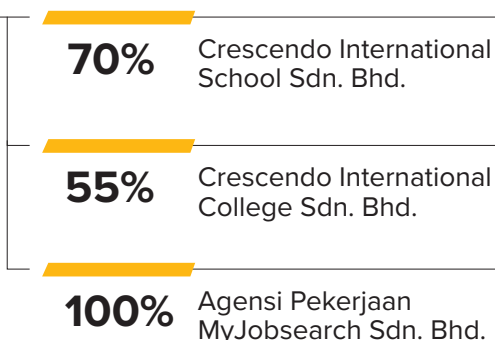 70%
Crescendo International
School Sdn. Bhd.
55%
Crescendo International
College Sdn. Bhd.
100%
Agensi Pekerjaan
MyJobsearch Sdn. Bhd.